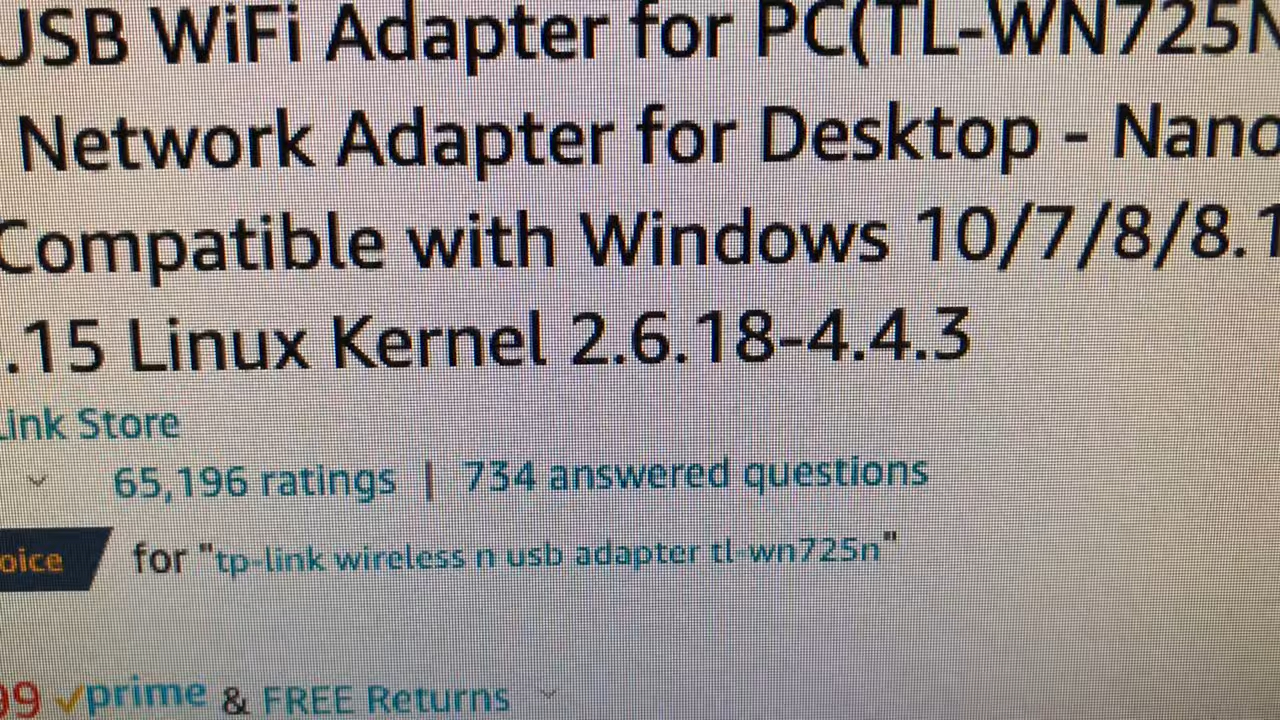 USB WiFi Adapter for PC(TL-WN725N
Network Adapter for Desktop - Nano
Compatible with Windows 10/7/8/8.1
.15 Linux Kernel 2.6.18-4.4.3
Link Store
65,196 ratings | 734 answered questions
oice for "tp-link wireless n usb adapter tl-wn725n"
99 prime & FREE Returns